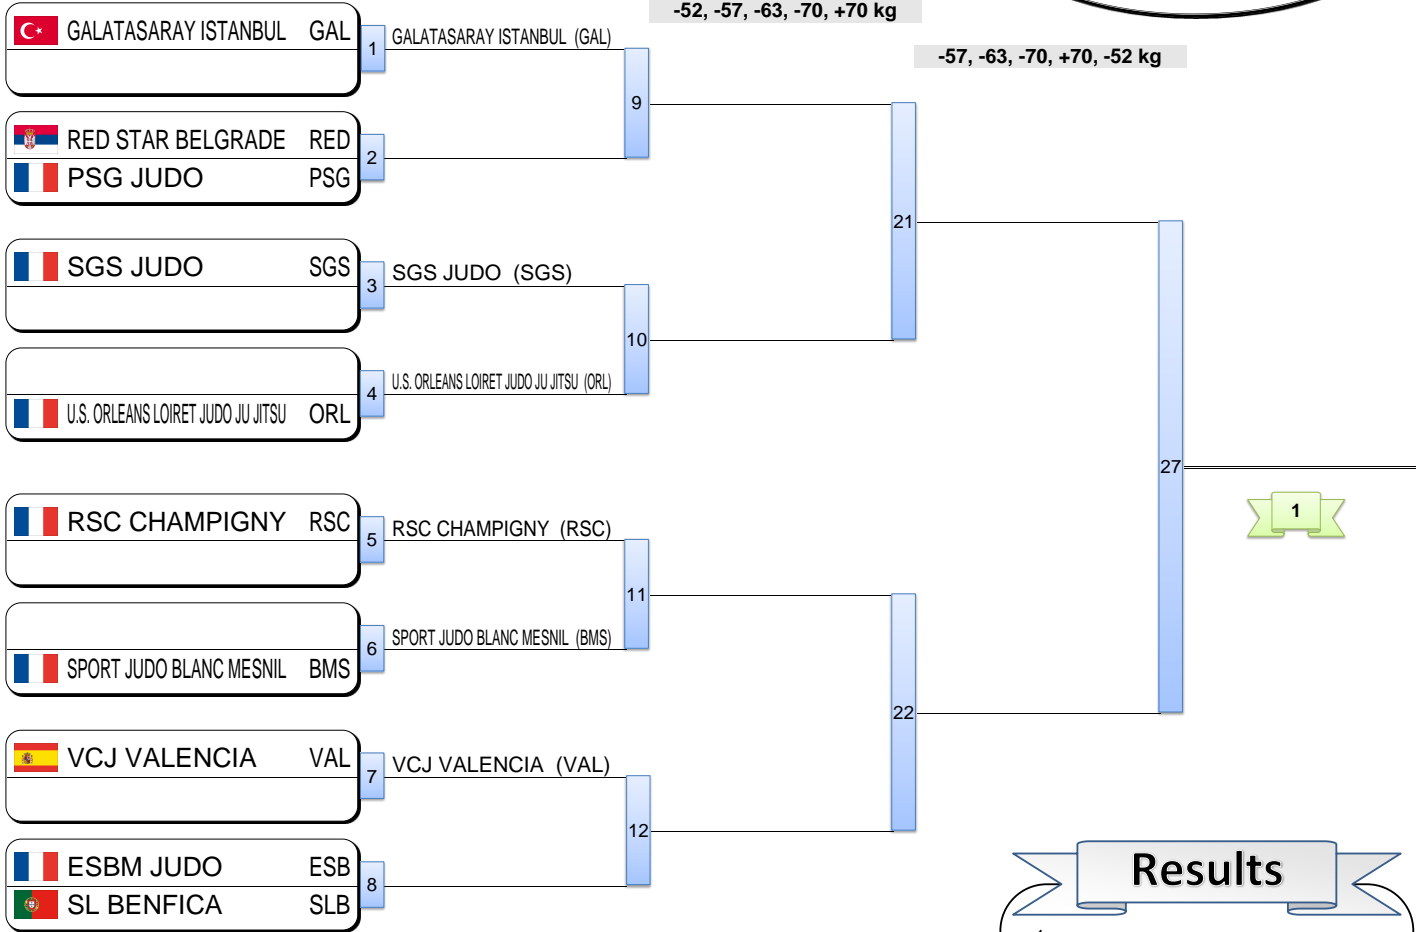 -52, -57, -63, -70, +70 kg
-57, -63, -70, +70, -52 kg
GALATASARAY ISTANBUL GAL
1
GALATASARAY ISTANBUL (GAL)
9
RED STAR BELGRADE RED
2
PSG JUDO PSG
21
SGS JUDO SGS
3
SGS JUDO (SGS)
10
4
U.S. ORLEANS LOIRET JUDO JU JITSU (ORL)
U.S. ORLEANS LOIRET JUDO JU JITSU ORL
27
1
RSC CHAMPIGNY RSC
5
RSC CHAMPIGNY (RSC)
11
6
SPORT JUDO BLANC MESNIL (BMS)
SPORT JUDO BLANC MESNIL BMS
22
VCJ VALENCIA VAL
7
VCJ VALENCIA (VAL)
12
ESBM JUDO ESB
8
SL BENFICA SLB
Results